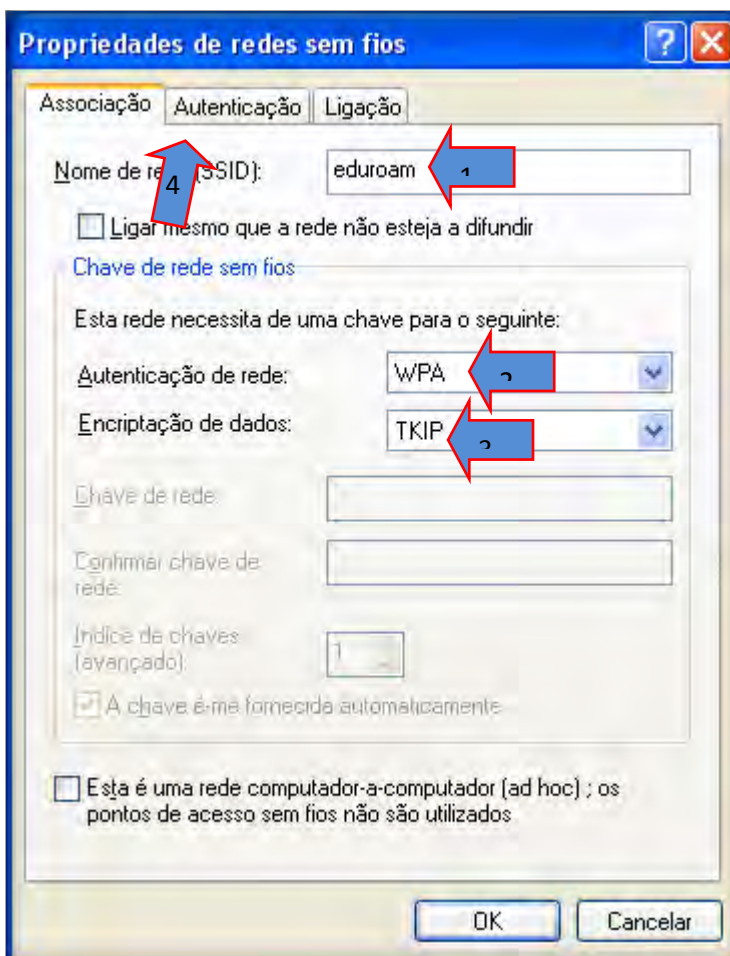 Propriedades de redes sem fios
Associação Autenticação Ligação
Nome de (SSID): eduroam
4
Ligar mesmo que a rede não esteja a difundir
Chave de rede sem fios
Esta rede necessita de uma chave para o seguinte:
Autenticação de rede: WPA
Encriptação de dados: TKIP
Chave de rede:
Confirmar chave de
rede:
Índice de chaves
(avançado): 1
A chave é-me fornecida automaticamente
Esta é uma rede computador-a-computador (ad hoc) ; os
pontos de acesso sem fios não são utilizados
OK Cancelar